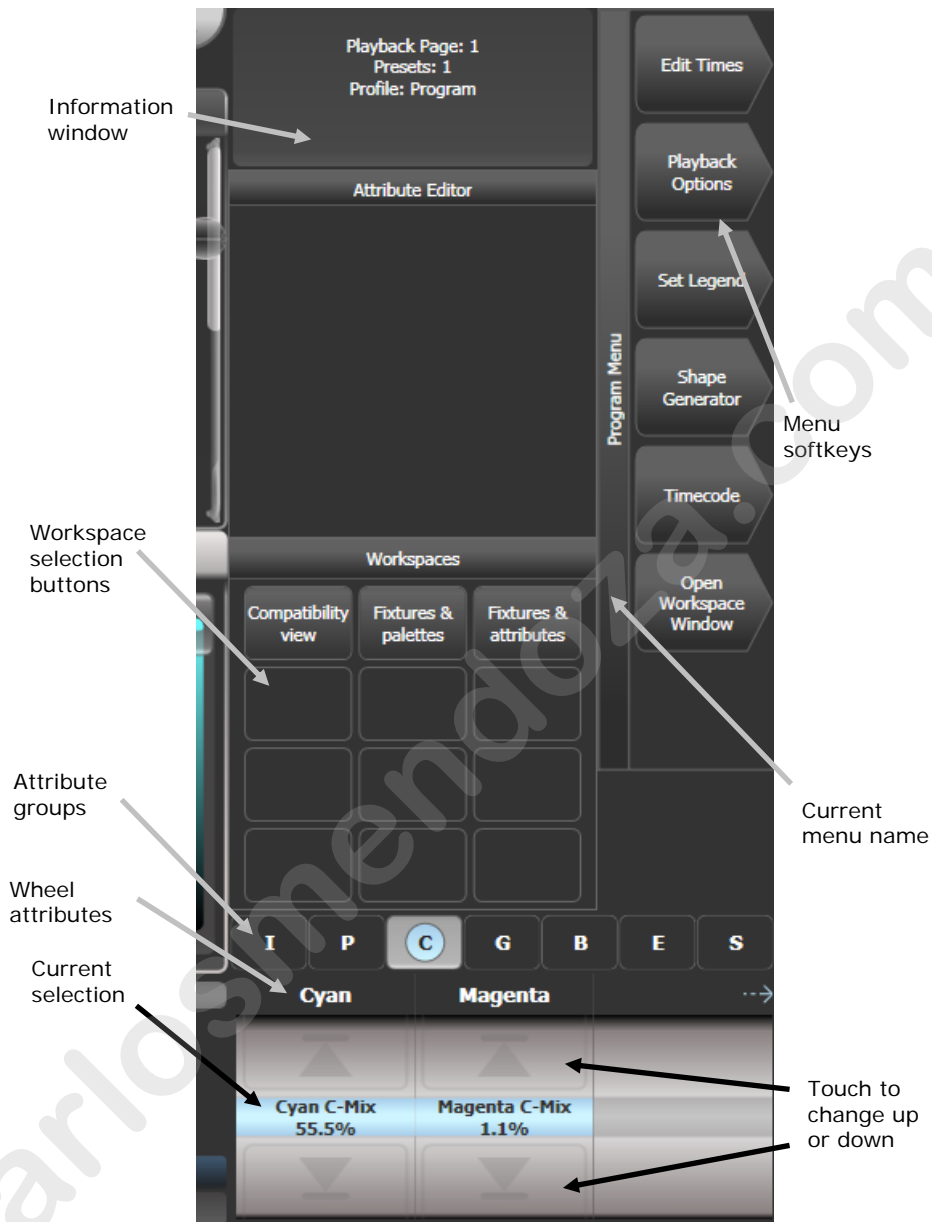 Playback Page: 1
Presets: 1
Profile: Program
Edit Times
Information
window
Playback
Options
Attribute Editor
Set Legend
Program Menu
Shape
Generator
Menu
softkeys
Timecode
Workspace
selection
buttons
Workspaces
Open
Workspace
Window
Compatibility
view
Fixtures &
palettes
Fixtures &
attributes
Attribute
groups
Current
menu name
Wheel
attributes
I P C G B E S
Current
selection
Cyan
Magenta
Cyan C-Mix
55.5%
Magenta C-Mix
1.1%
Touch to
change up
or down
arlosmendoza.com